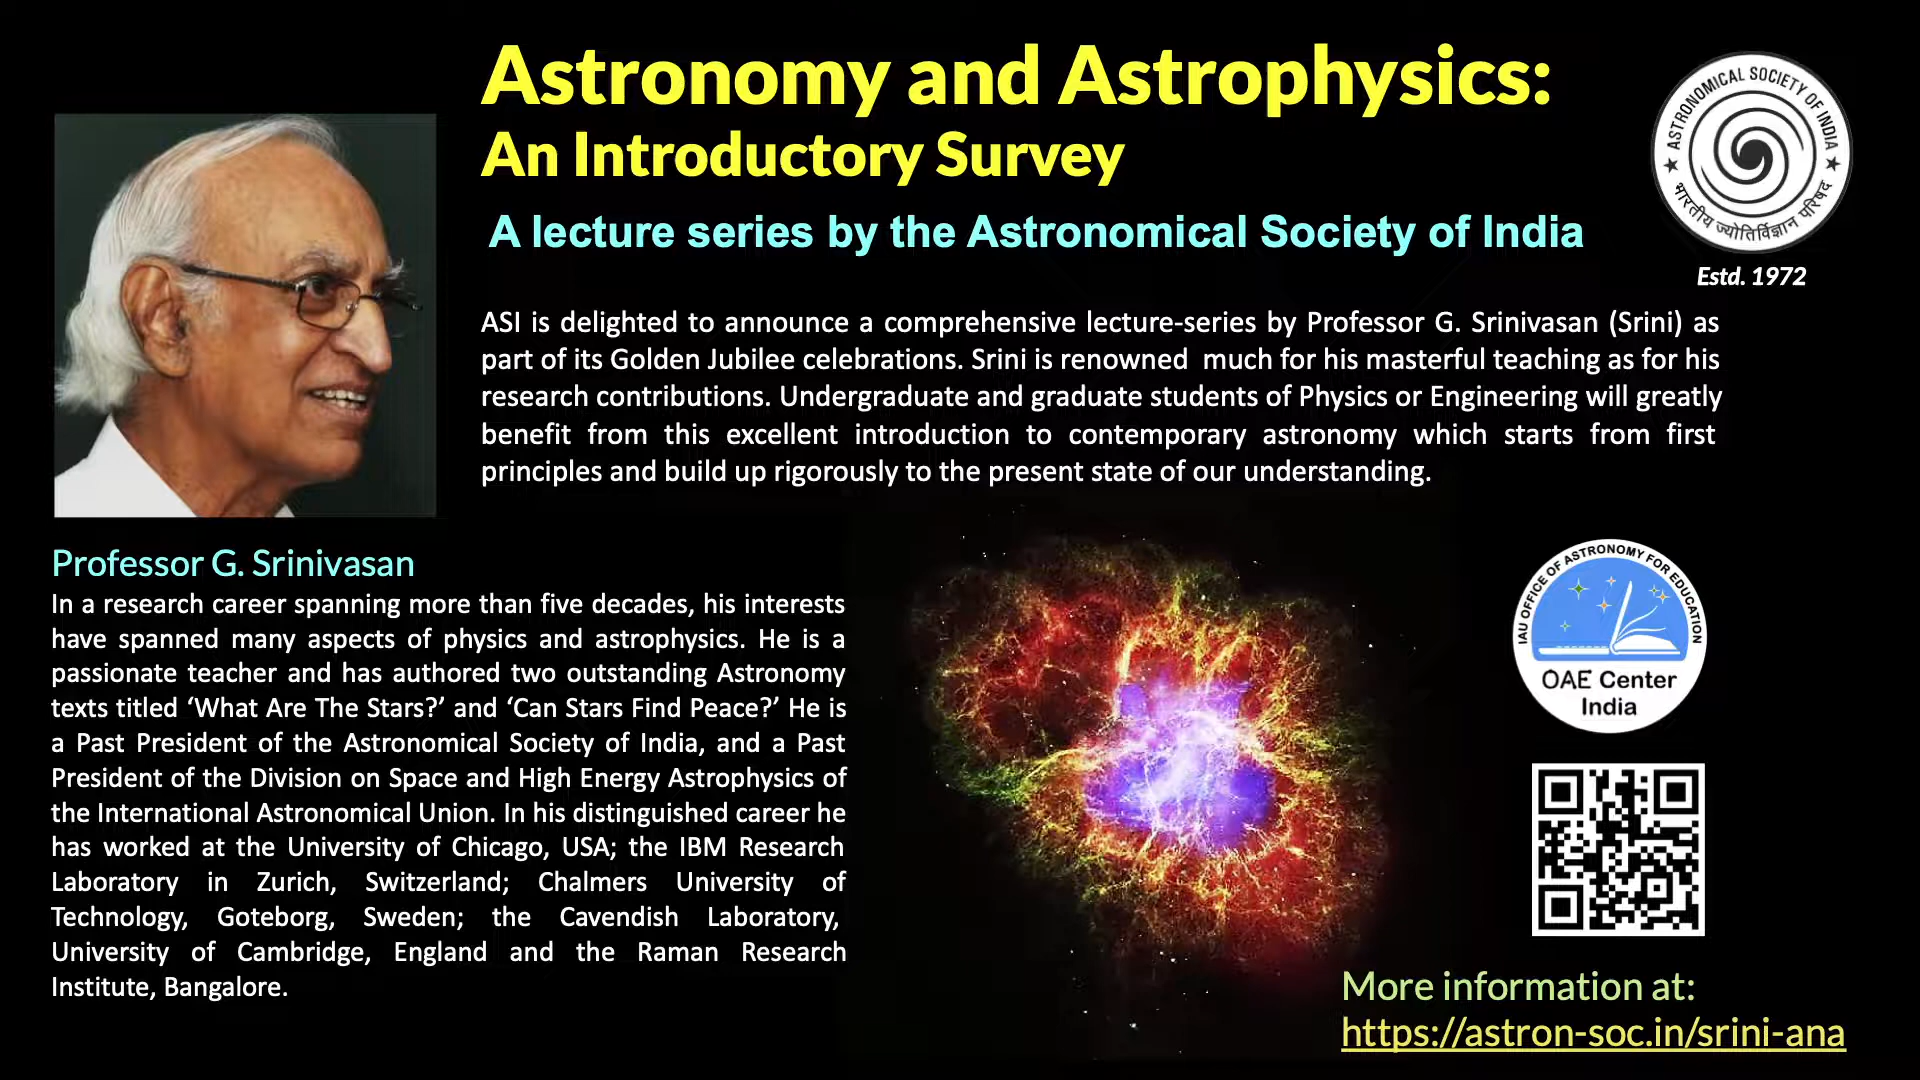 Astronomy and Astrophysics:
An Introductory Survey
A lecture series by the Astronomical Society of India
ASTRONOMICAL SOCIETY OF INDIA
भारतीय ज्योतिर्विज्ञान परिषद
Estd. 1972
ASI is delighted to announce a comprehensive lecture-series by Professor G. Srinivasan (Srini) as
part of its Golden Jubilee celebrations. Srini is renowned much for his masterful teaching as for his
research contributions. Undergraduate and graduate students of Physics or Engineering will greatly
benefit from this excellent introduction to contemporary astronomy which starts from first
principles and build up rigorously to the present state of our understanding.
Professor G. Srinivasan
In a research career spanning more than five decades, his interests
have spanned many aspects of physics and astrophysics. He is a
passionate teacher and has authored two outstanding Astronomy
texts titled ‘What Are The Stars?’ and ‘Can Stars Find Peace?’ He is
a Past President of the Astronomical Society of India, and a Past
President of the Division on Space and High Energy Astrophysics of
the International Astronomical Union. In his distinguished career he
has worked at the University of Chicago, USA; the IBM Research
Laboratory in Zurich, Switzerland; Chalmers University of
Technology, Goteborg, Sweden; the Cavendish Laboratory,
University of Cambridge, England and the Raman Research
Institute, Bangalore.
IAU OFFICE OF ASTRONOMY FOR EDUCATION
OAE Center
India
More information at:
https://astron-soc.in/srini-ana